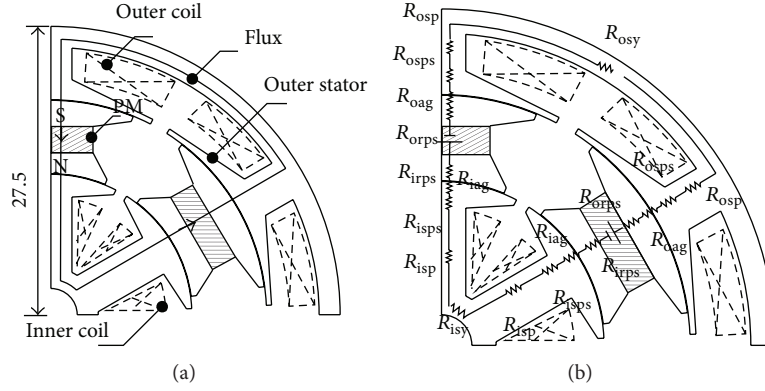 Outer coil
Flux
Outer stator
S
PM
N
27.5
Inner coil
(a)
R_osp
R_osy
R_osps
R_oag
R_orps
R_osps
R_irps
R_iag
R_orps
R_osp
R_isps
R_iag
R_oag
R_isp
R_irps
R_isps
R_isy
R_isp
(b)